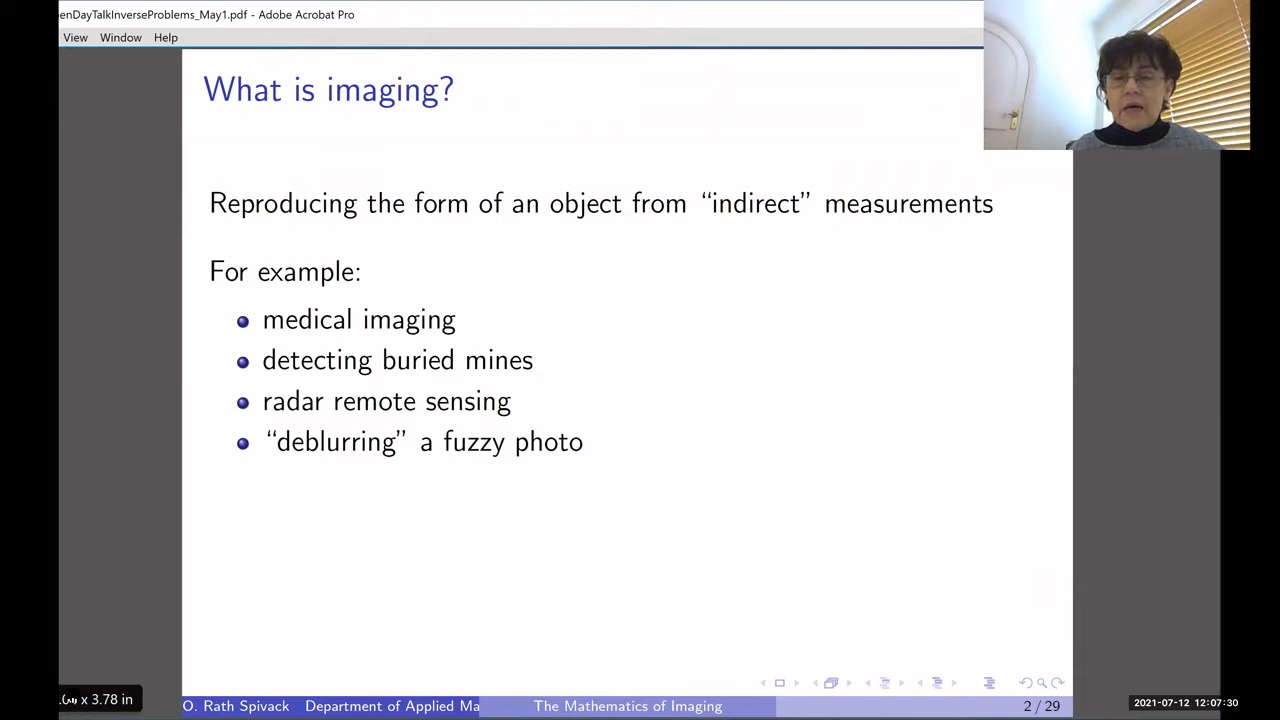 enDayTalkInverseProblems_May1.pdf - Adobe Acrobat Pro
View Window Help
What is imaging?
Reproducing the form of an object from “indirect” measurements
For example:
medical imaging
detecting buried mines
radar remote sensing
“deblurring” a fuzzy photo
x 3.78 in
O. Rath Spivack Department of Applied Ma The Mathematics of Imaging 2 / 29
2021-07-12 12:07:30